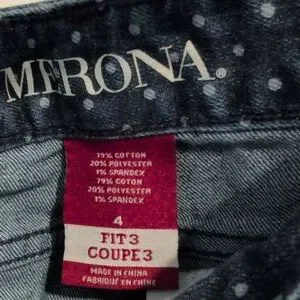 MERONA®
79% COTTON
20% POLYESTER
1% SPANDEX
79% COTON
20% POLYESTER
1% SPANDEX
4
FIT 3
COUPE 3
MADE IN CHINA
FABRIQUÉ EN CHINE